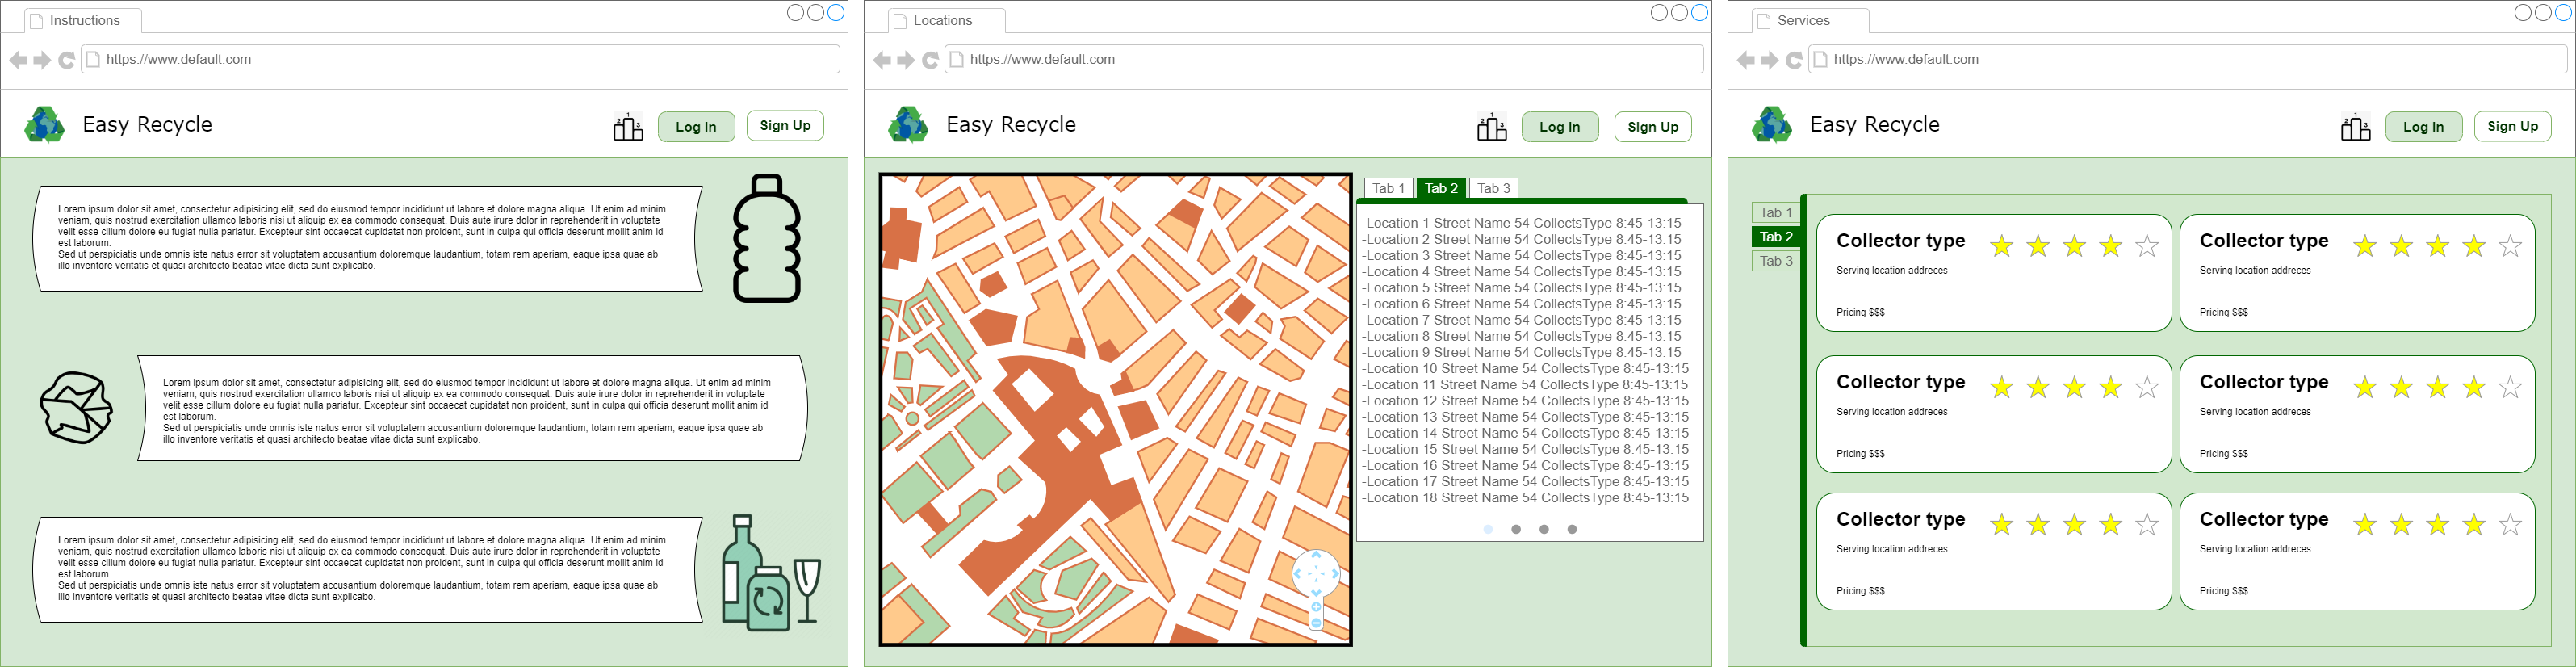 Instructions
https://www.default.com
Easy Recycle
1
2
3
Log in
Sign Up
Lorem ipsum dolor sit amet, consectetur adipisicing elit, sed do eiusmod tempor incididunt ut labore et dolore magna aliqua. Ut enim ad minim
veniam, quis nostrud exercitation ullamco laboris nisi ut aliquip ex ea commodo consequat. Duis aute irure dolor in reprehenderit in voluptate
velit esse cillum dolore eu fugiat nulla pariatur. Excepteur sint occaecat cupidatat non proident, sunt in culpa qui officia deserunt mollit anim id
est laborum.
Sed ut perspiciatis unde omnis iste natus error sit voluptatem accusantium doloremque laudantium, totam rem aperiam, eaque ipsa quae ab
illo inventore veritatis et quasi architecto beatae vitae dicta sunt explicabo.
Lorem ipsum dolor sit amet, consectetur adipisicing elit, sed do eiusmod tempor incididunt ut labore et dolore magna aliqua. Ut enim ad minim
veniam, quis nostrud exercitation ullamco laboris nisi ut aliquip ex ea commodo consequat. Duis aute irure dolor in reprehenderit in voluptate
velit esse cillum dolore eu fugiat nulla pariatur. Excepteur sint occaecat cupidatat non proident, sunt in culpa qui officia deserunt mollit anim id
est laborum.
Sed ut perspiciatis unde omnis iste natus error sit voluptatem accusantium doloremque laudantium, totam rem aperiam, eaque ipsa quae ab
illo inventore veritatis et quasi architecto beatae vitae dicta sunt explicabo.
Lorem ipsum dolor sit amet, consectetur adipisicing elit, sed do eiusmod tempor incididunt ut labore et dolore magna aliqua. Ut enim ad minim
veniam, quis nostrud exercitation ullamco laboris nisi ut aliquip ex ea commodo consequat. Duis aute irure dolor in reprehenderit in voluptate
velit esse cillum dolore eu fugiat nulla pariatur. Excepteur sint occaecat cupidatat non proident, sunt in culpa qui officia deserunt mollit anim id
est laborum.
Sed ut perspiciatis unde omnis iste natus error sit voluptatem accusantium doloremque laudantium, totam rem aperiam, eaque ipsa quae ab
illo inventore veritatis et quasi architecto beatae vitae dicta sunt explicabo.
Locations
https://www.default.com
Easy Recycle
1
2
3
Log in
Sign Up
Tab 1
Tab 2
Tab 3
-Location 1 Street Name 54 CollectsType 8:45-13:15
-Location 2 Street Name 54 CollectsType 8:45-13:15
-Location 3 Street Name 54 CollectsType 8:45-13:15
-Location 4 Street Name 54 CollectsType 8:45-13:15
-Location 5 Street Name 54 CollectsType 8:45-13:15
-Location 6 Street Name 54 CollectsType 8:45-13:15
-Location 7 Street Name 54 CollectsType 8:45-13:15
-Location 8 Street Name 54 CollectsType 8:45-13:15
-Location 9 Street Name 54 CollectsType 8:45-13:15
-Location 10 Street Name 54 CollectsType 8:45-13:15
-Location 11 Street Name 54 CollectsType 8:45-13:15
-Location 12 Street Name 54 CollectsType 8:45-13:15
-Location 13 Street Name 54 CollectsType 8:45-13:15
-Location 14 Street Name 54 CollectsType 8:45-13:15
-Location 15 Street Name 54 CollectsType 8:45-13:15
-Location 16 Street Name 54 CollectsType 8:45-13:15
-Location 17 Street Name 54 CollectsType 8:45-13:15
-Location 18 Street Name 54 CollectsType 8:45-13:15
Services
https://www.default.com
Easy Recycle
1
2
3
Log in
Sign Up
Tab 1
Tab 2
Tab 3
Collector type
Serving location addreces
Pricing $$$
Collector type
Serving location addreces
Pricing $$$
Collector type
Serving location addreces
Pricing $$$
Collector type
Serving location addreces
Pricing $$$
Collector type
Serving location addreces
Pricing $$$
Collector type
Serving location addreces
Pricing $$$